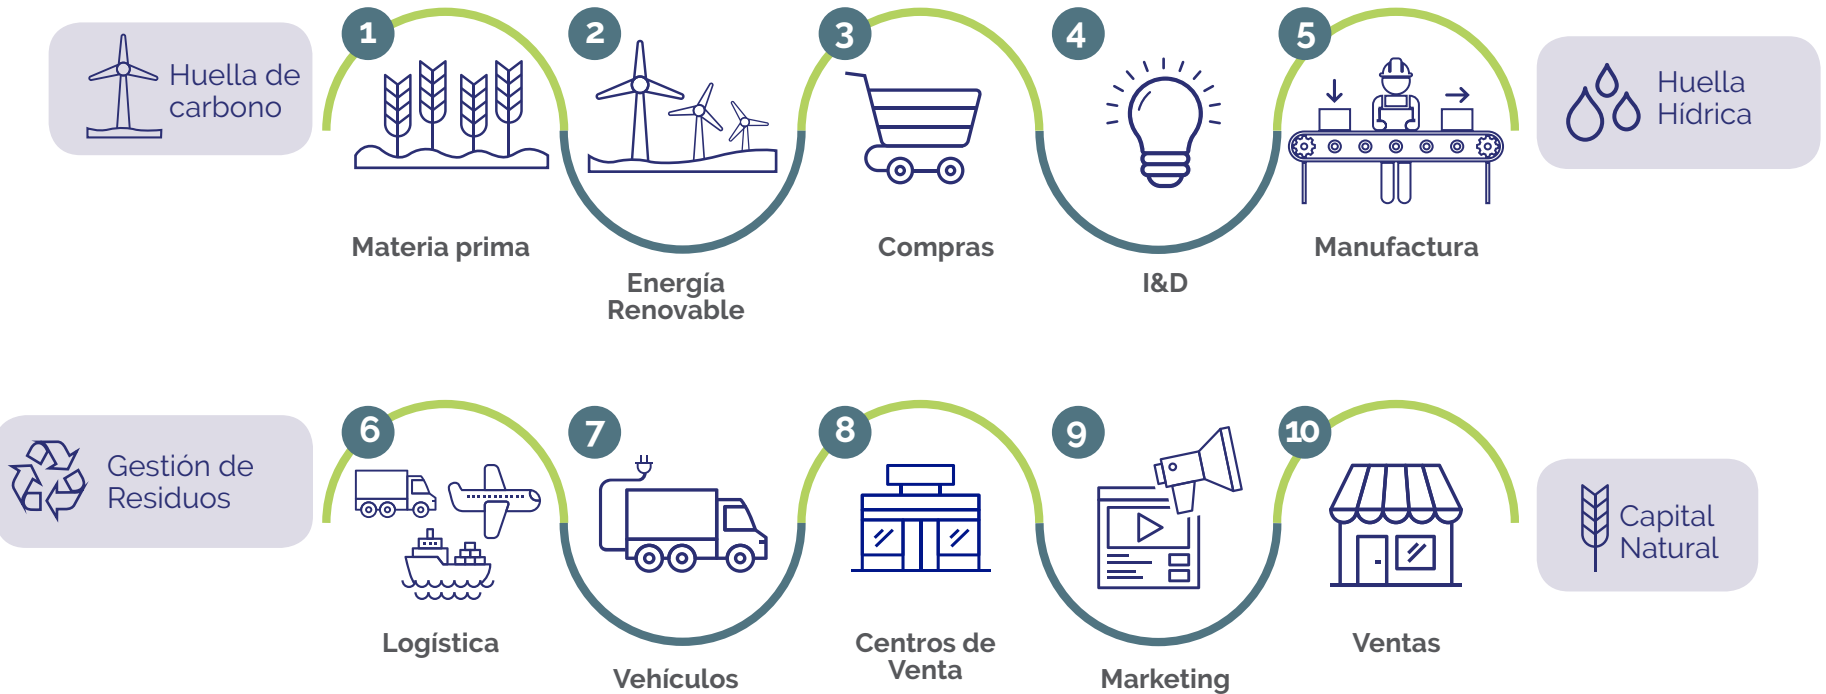 Huella de
carbono
1
2
3
4
5
Huella
Hídrica
Materia prima
Energía
Renovable
Compras
I&D
Manufactura
Gestión de
Residuos
6
7
8
9
10
Capital
Natural
Logística
Vehículos
Centros de
Venta
Marketing
Ventas